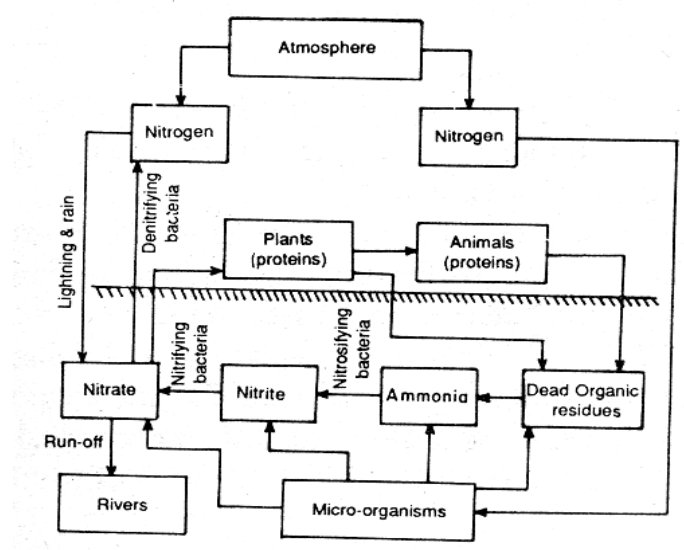 Atmosphere
Nitrogen
Nitrogen
Lightning & rain
Denitrifying
bacteria
Plants
(proteins)
Animals
(proteins)
Nitrifying
bacteria
Nitrosifying
bacteria
Nitrate
Nitrite
Ammonia
Dead Organic
residues
Run-off
Rivers
Micro-organisms